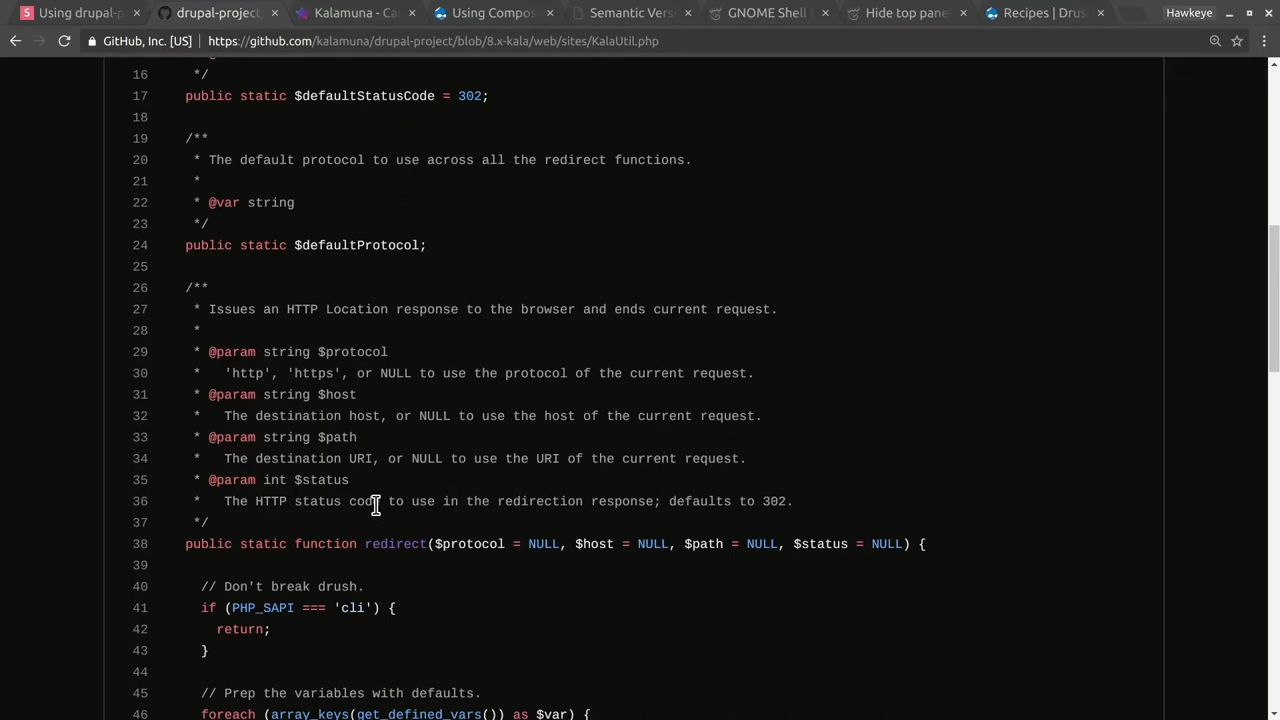 Using drupal-p
drupal-project
Kalamuna - Ca
Using Compos
Semantic Versi
GNOME Shell
Hide top pane
Recipes | Drus
Hawkeye
GitHub, Inc. [US]
https://github.com/kalamuna/drupal-project/blob/8.x-kala/web/sites/KalaUtil.php
16 */
17 public static $defaultStatusCode = 302;
18
19 /**
20 * The default protocol to use across all the redirect functions.
21 *
22 * @var string
23 */
24 public static $defaultProtocol;
25
26 /**
27 * Issues an HTTP Location response to the browser and ends current request.
28 *
29 * @param string $protocol
30 * 'http', 'https', or NULL to use the protocol of the current request.
31 * @param string $host
32 * The destination host, or NULL to use the host of the current request.
33 * @param string $path
34 * The destination URI, or NULL to use the URI of the current request.
35 * @param int $status
36 * The HTTP status code to use in the redirection response; defaults to 302.
37 */
38 public static function redirect($protocol = NULL, $host = NULL, $path = NULL, $status = NULL) {
39
40 // Don't break drush.
41 if (PHP_SAPI === 'cli') {
42 return;
43 }
44
45 // Prep the variables with defaults.
46 foreach (array_keys(get_defined_vars()) as $var) {